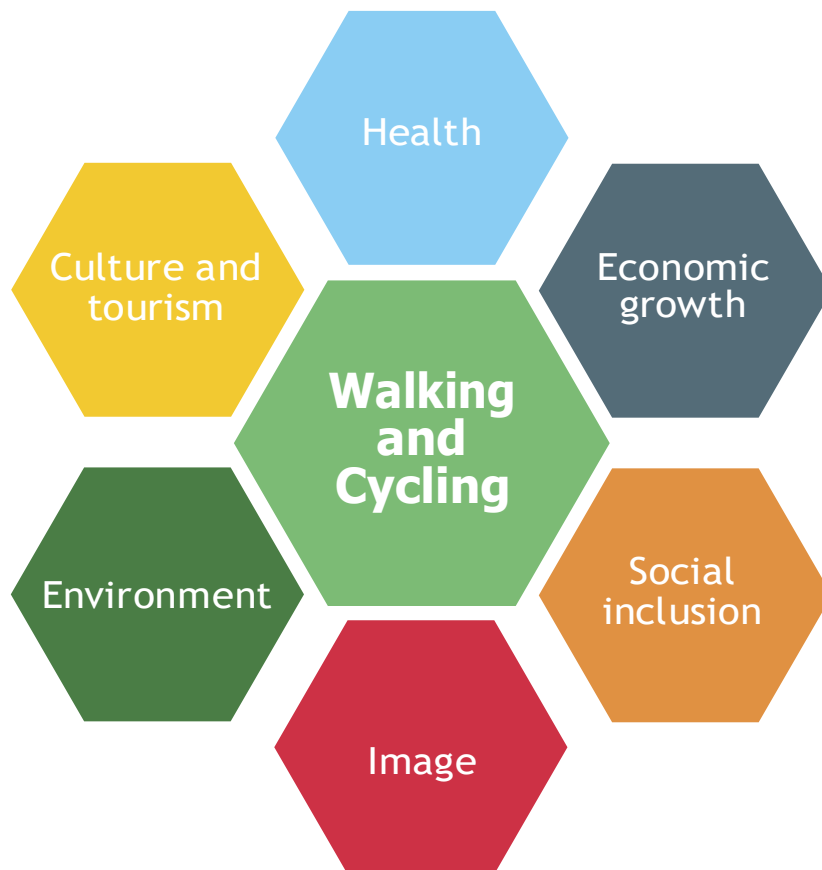 Health
Culture and
tourism
Economic
growth
Walking
and
Cycling
Environment
Social
inclusion
Image